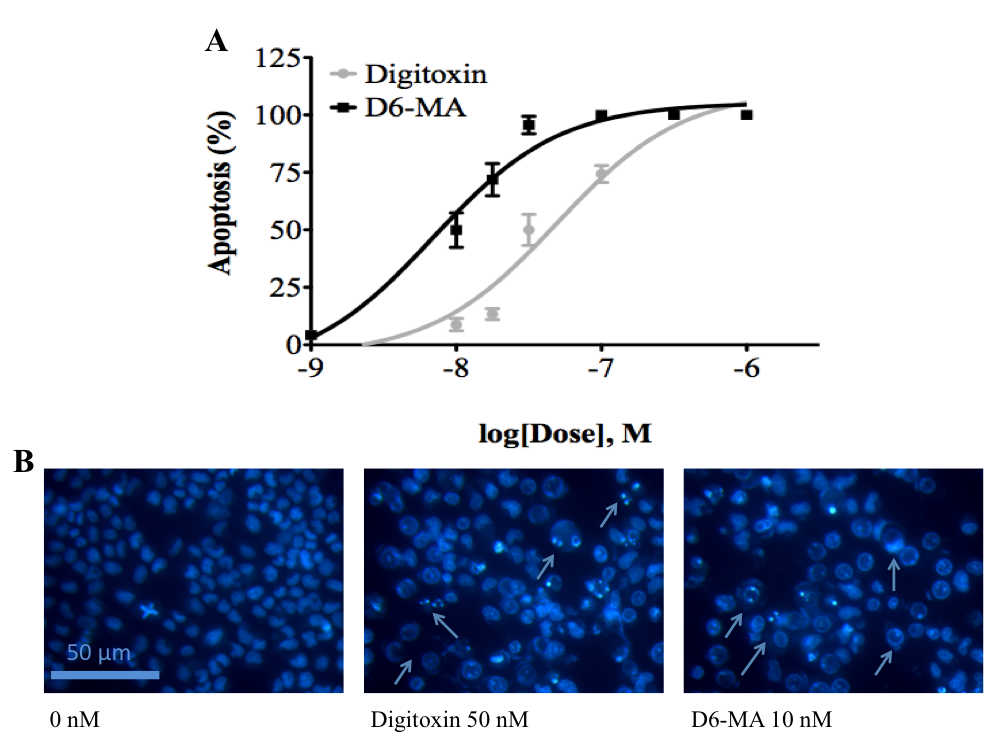 A
Apoptosis (%)
125
100
75
50
25
0
Digitoxin
D6-MA
-9
-8
-7
-6
log[Dose], M
B
50 µm
0 nM
Digitoxin 50 nM
D6-MA 10 nM